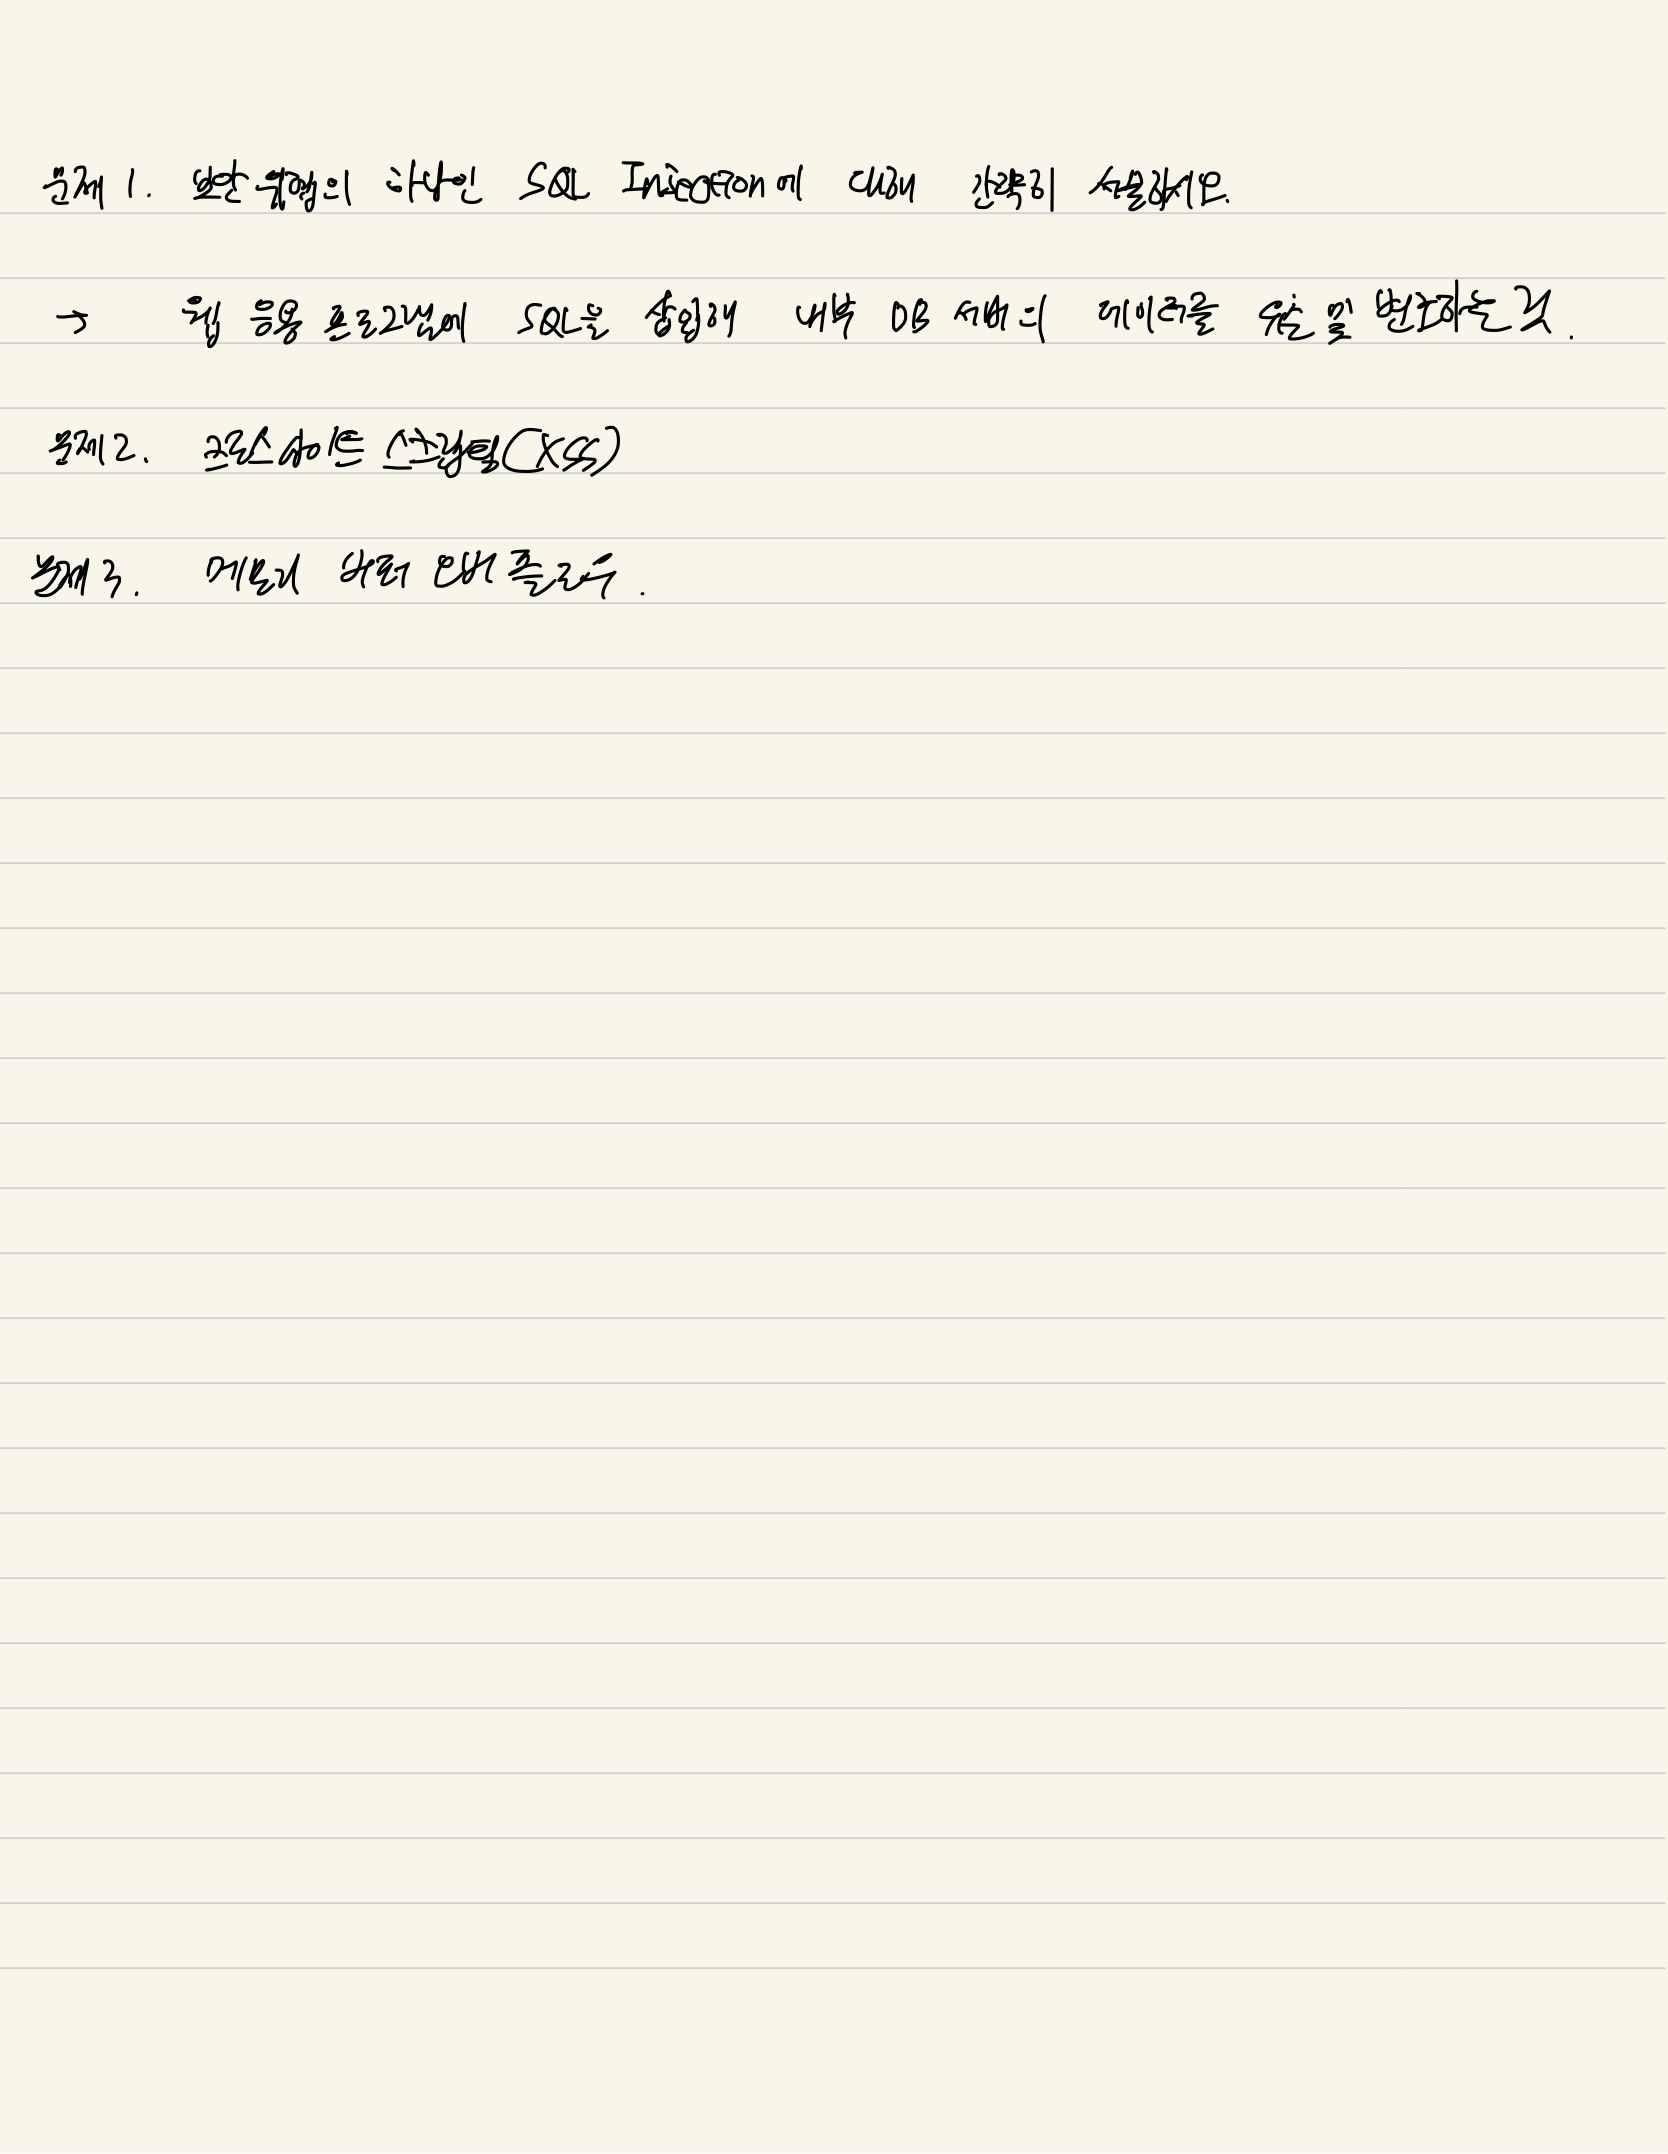 문제 1. 보안 위협의 하나인 SQL Injection에 대해 간략히 서술하시오.
→ 웹 응용 프로그램에 SQL을 삽입해 내부 DB 서버의 데이터를 유출 및 변조하는 것.
문제 2. 크로스 사이트 스크립팅(XSS)
문제 3. 메모리 버퍼 오버 플로우.